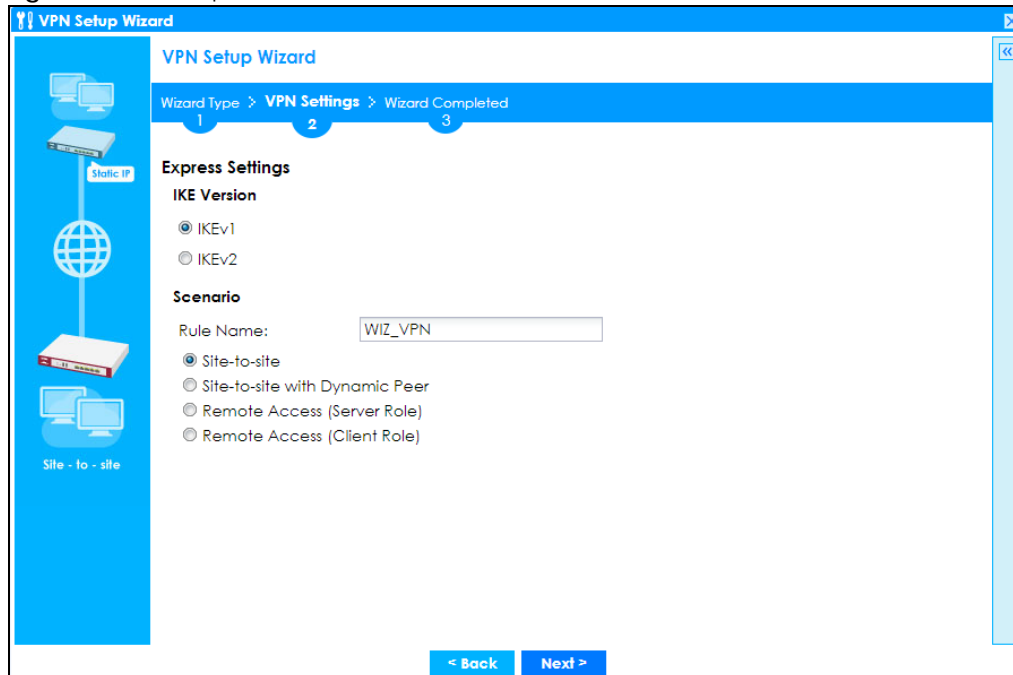 VPN Setup Wizard
VPN Setup Wizard
Wizard Type > VPN Settings > Wizard Completed
1 2 3
Static IP
Express Settings
IKE Version
IKEv1
IKEv2
Scenario
Rule Name: WIZ_VPN
Site-to-site
Site-to-site with Dynamic Peer
Remote Access (Server Role)
Remote Access (Client Role)
Site - to - site
< Back Next >